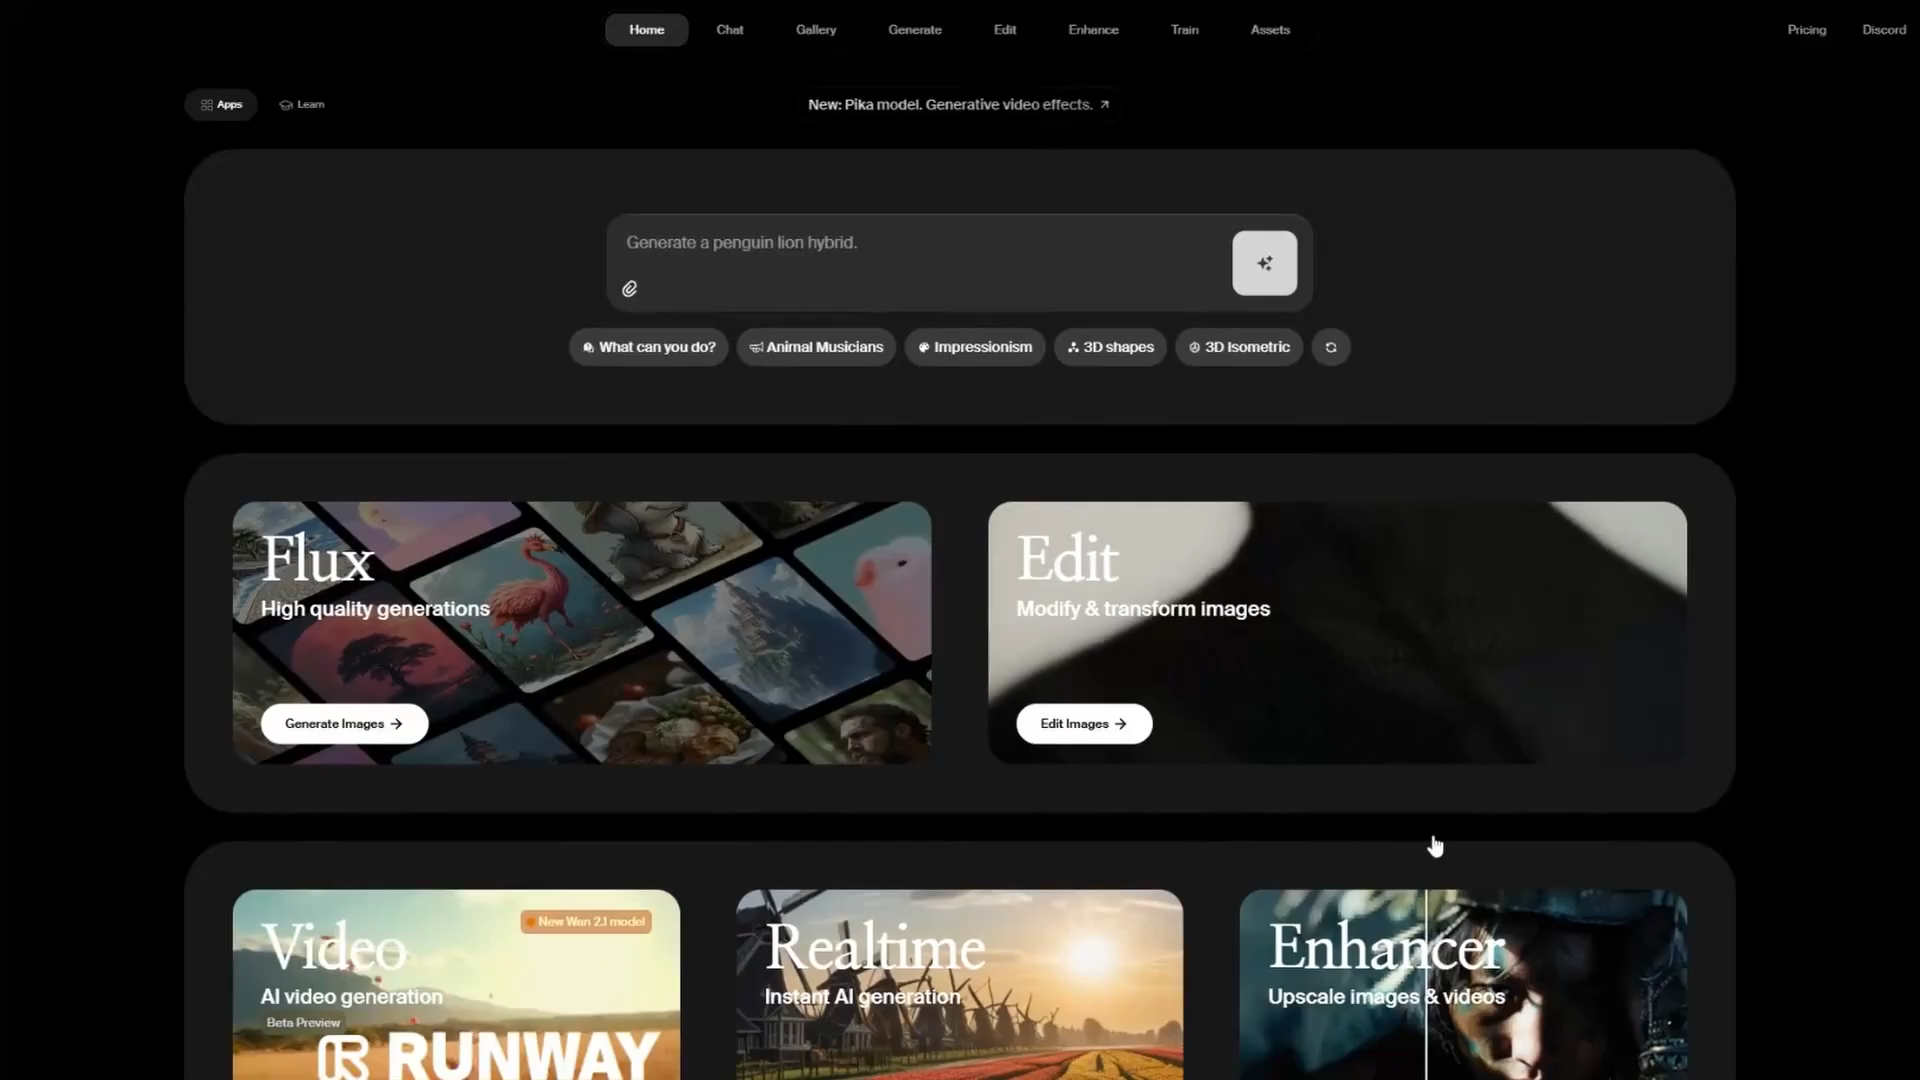 Home Chat Gallery Generate Edit Enhance Train Assets Pricing Discord
Apps Learn New: Pika model. Generative video effects.
Generate a penguin lion hybrid.
What can you do? Animal Musicians Impressionism 3D shapes 3D Isometric
Flux
High quality generations
Generate Images
Edit
Modify & transform images
Edit Images
Video
New Wan 2.1 model
AI video generation
Beta Preview
RUNWAY
Realtime
Instant AI generation
Enhancer
Upscale images & videos